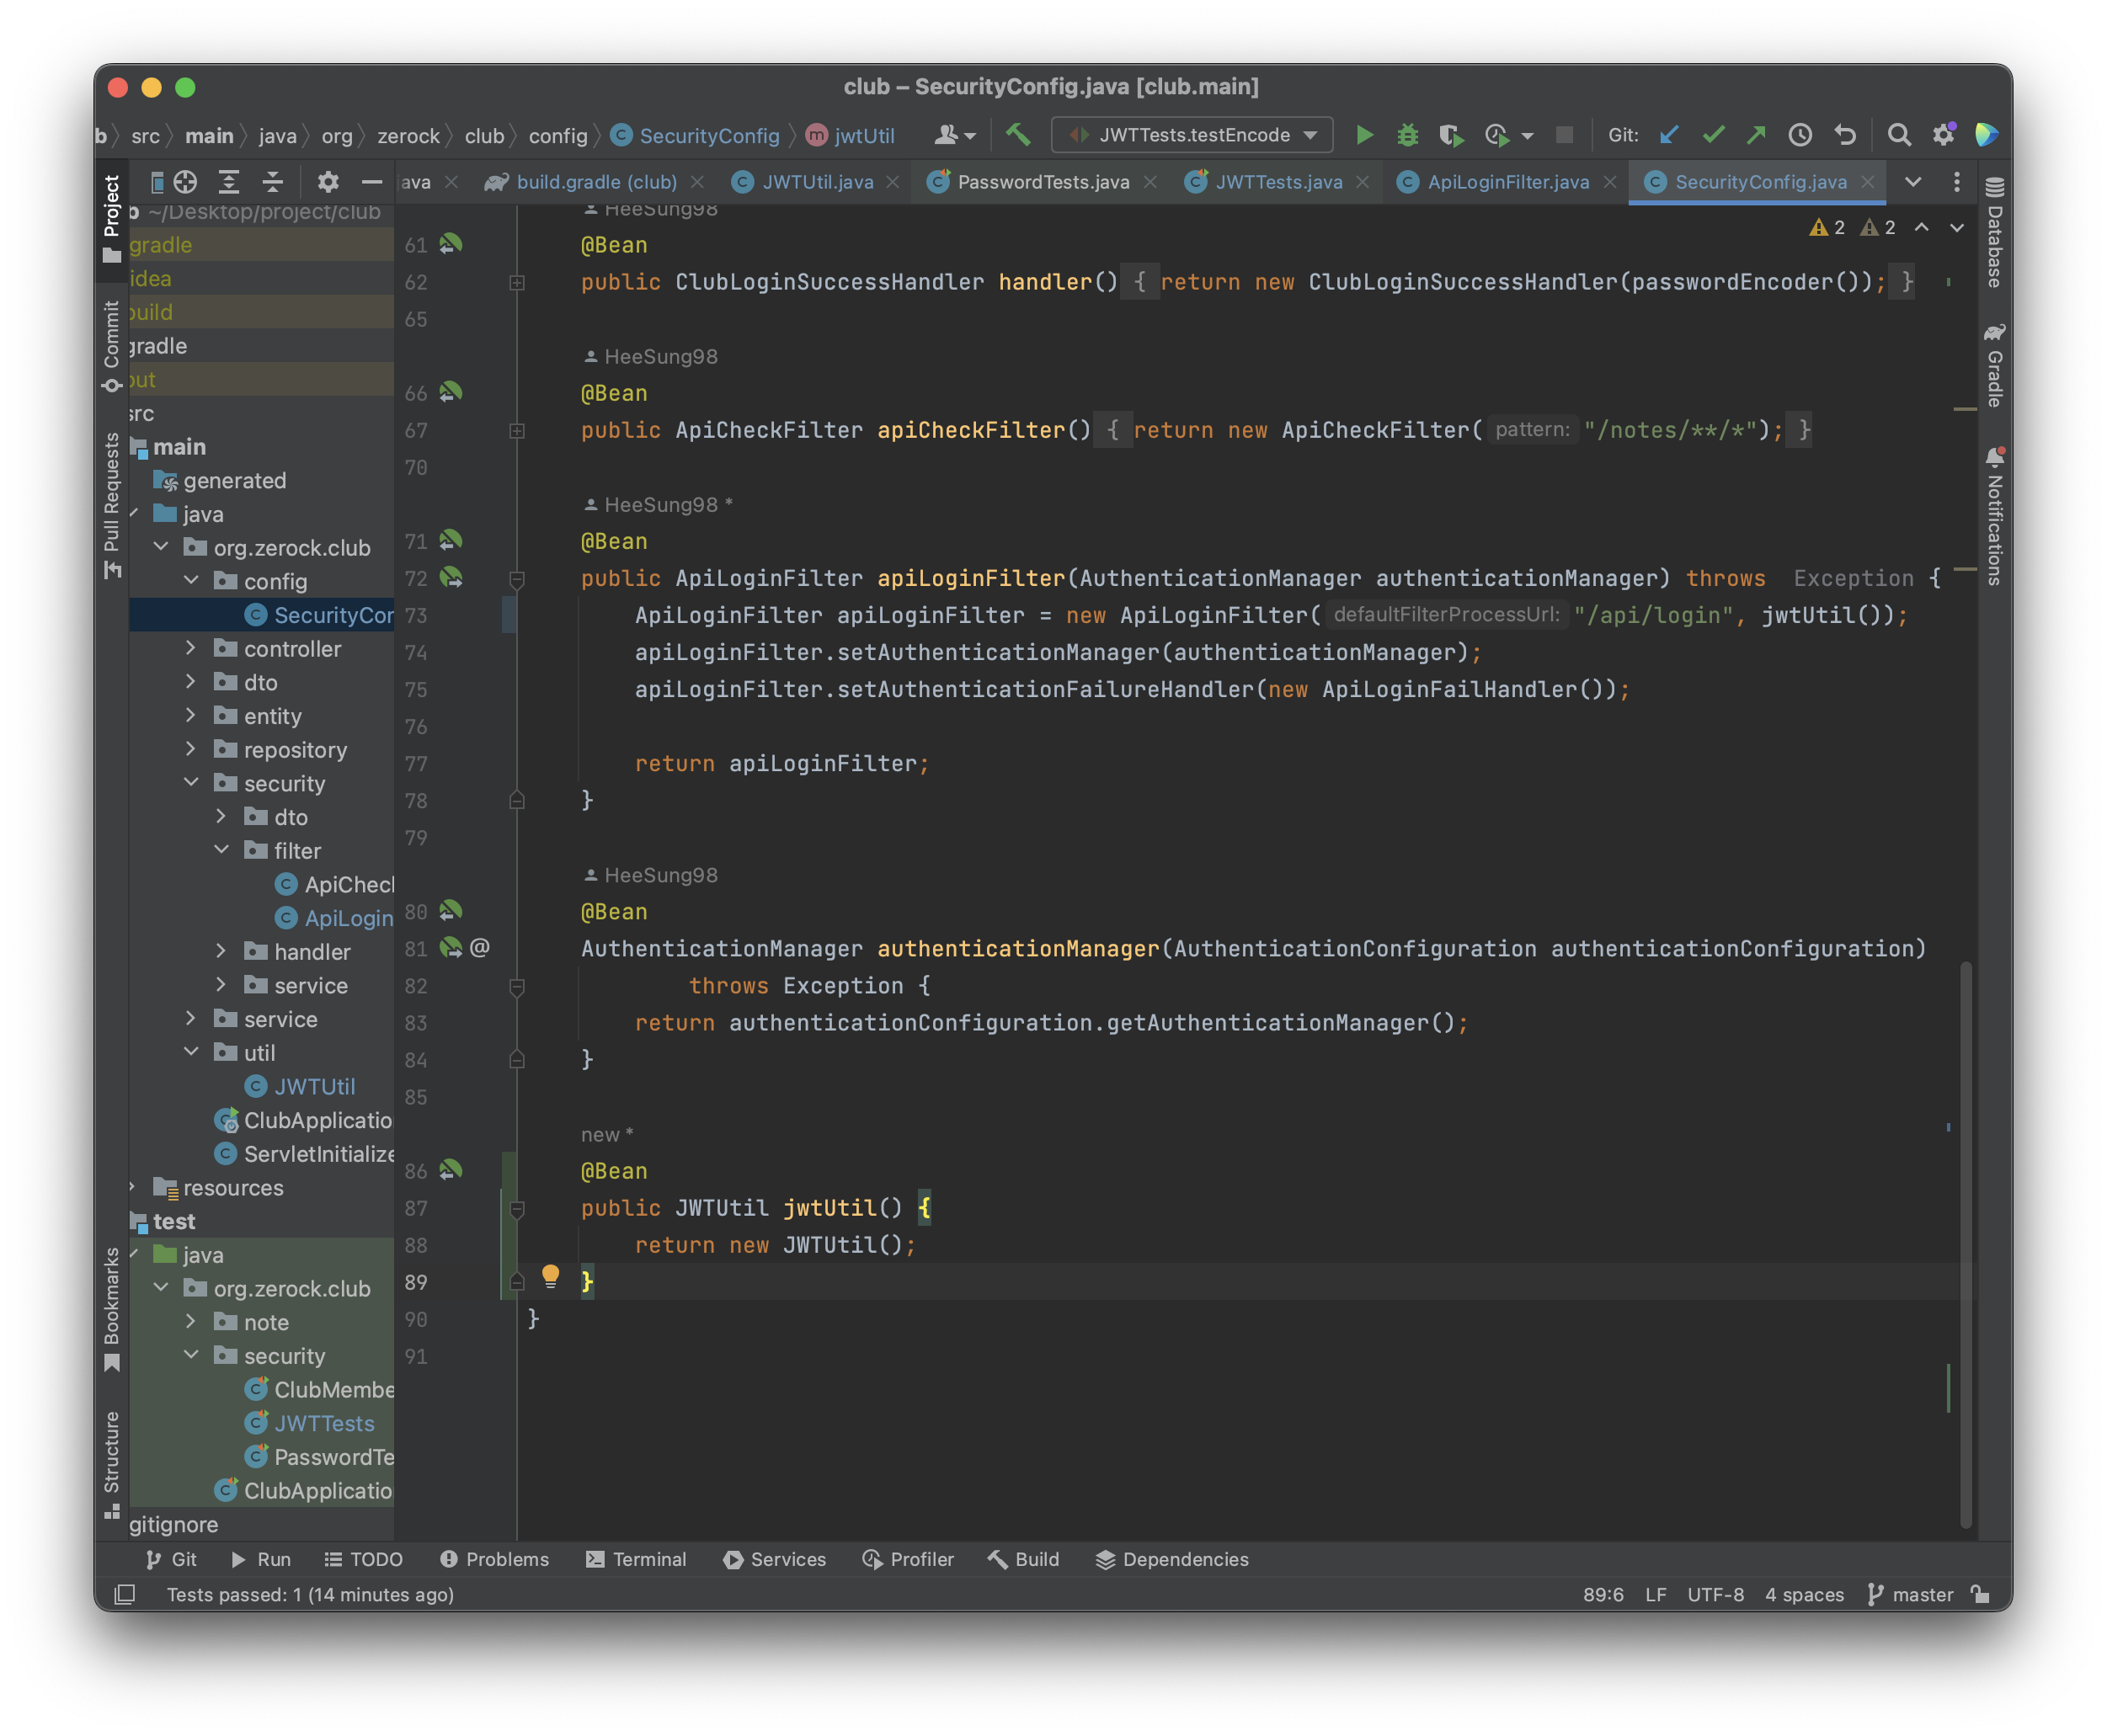 club – SecurityConfig.java [club.main]
b src main java org zerock club config SecurityConfig jwtUtil JWTTests.testEncode Git:
ava build.gradle (club) JWTUtil.java PasswordTests.java JWTTests.java ApiLoginFilter.java SecurityConfig.java
Project
Commit
Pull Requests
Bookmarks
Structure
b ~/Desktop/project/club
gradle
idea
build
gradle
out
src
main
generated
java
org.zerock.club
config
SecurityCor
controller
dto
entity
repository
security
dto
filter
ApiChecl
ApiLogin
handler
service
service
util
JWTUtil
ClubApplicatio
ServletInitialize
resources
test
java
org.zerock.club
note
security
ClubMembe
JWTTests
PasswordTe
ClubApplicatio
gitignore
2 2
HeeSung98
61 @Bean
62 public ClubLoginSuccessHandler handler() { return new ClubLoginSuccessHandler(passwordEncoder()); }
65
HeeSung98
66 @Bean
67 public ApiCheckFilter apiCheckFilter() { return new ApiCheckFilter( pattern: "/notes/**/*"); }
70
HeeSung98 *
71 @Bean
72 public ApiLoginFilter apiLoginFilter(AuthenticationManager authenticationManager) throws Exception {
73 ApiLoginFilter apiLoginFilter = new ApiLoginFilter( defaultFilterProcessUrl: "/api/login", jwtUtil());
74 apiLoginFilter.setAuthenticationManager(authenticationManager);
75 apiLoginFilter.setAuthenticationFailureHandler(new ApiLoginFailHandler());
76
77 return apiLoginFilter;
78 }
79
HeeSung98
80 @Bean
81 @ AuthenticationManager authenticationManager(AuthenticationConfiguration authenticationConfiguration)
82 throws Exception {
83 return authenticationConfiguration.getAuthenticationManager();
84 }
85
new *
86 @Bean
87 public JWTUtil jwtUtil() {
88 return new JWTUtil();
89 }
90 }
91
Database
Gradle
Notifications
Git Run TODO Problems Terminal Services Profiler Build Dependencies
Tests passed: 1 (14 minutes ago) 89:6 LF UTF-8 4 spaces master